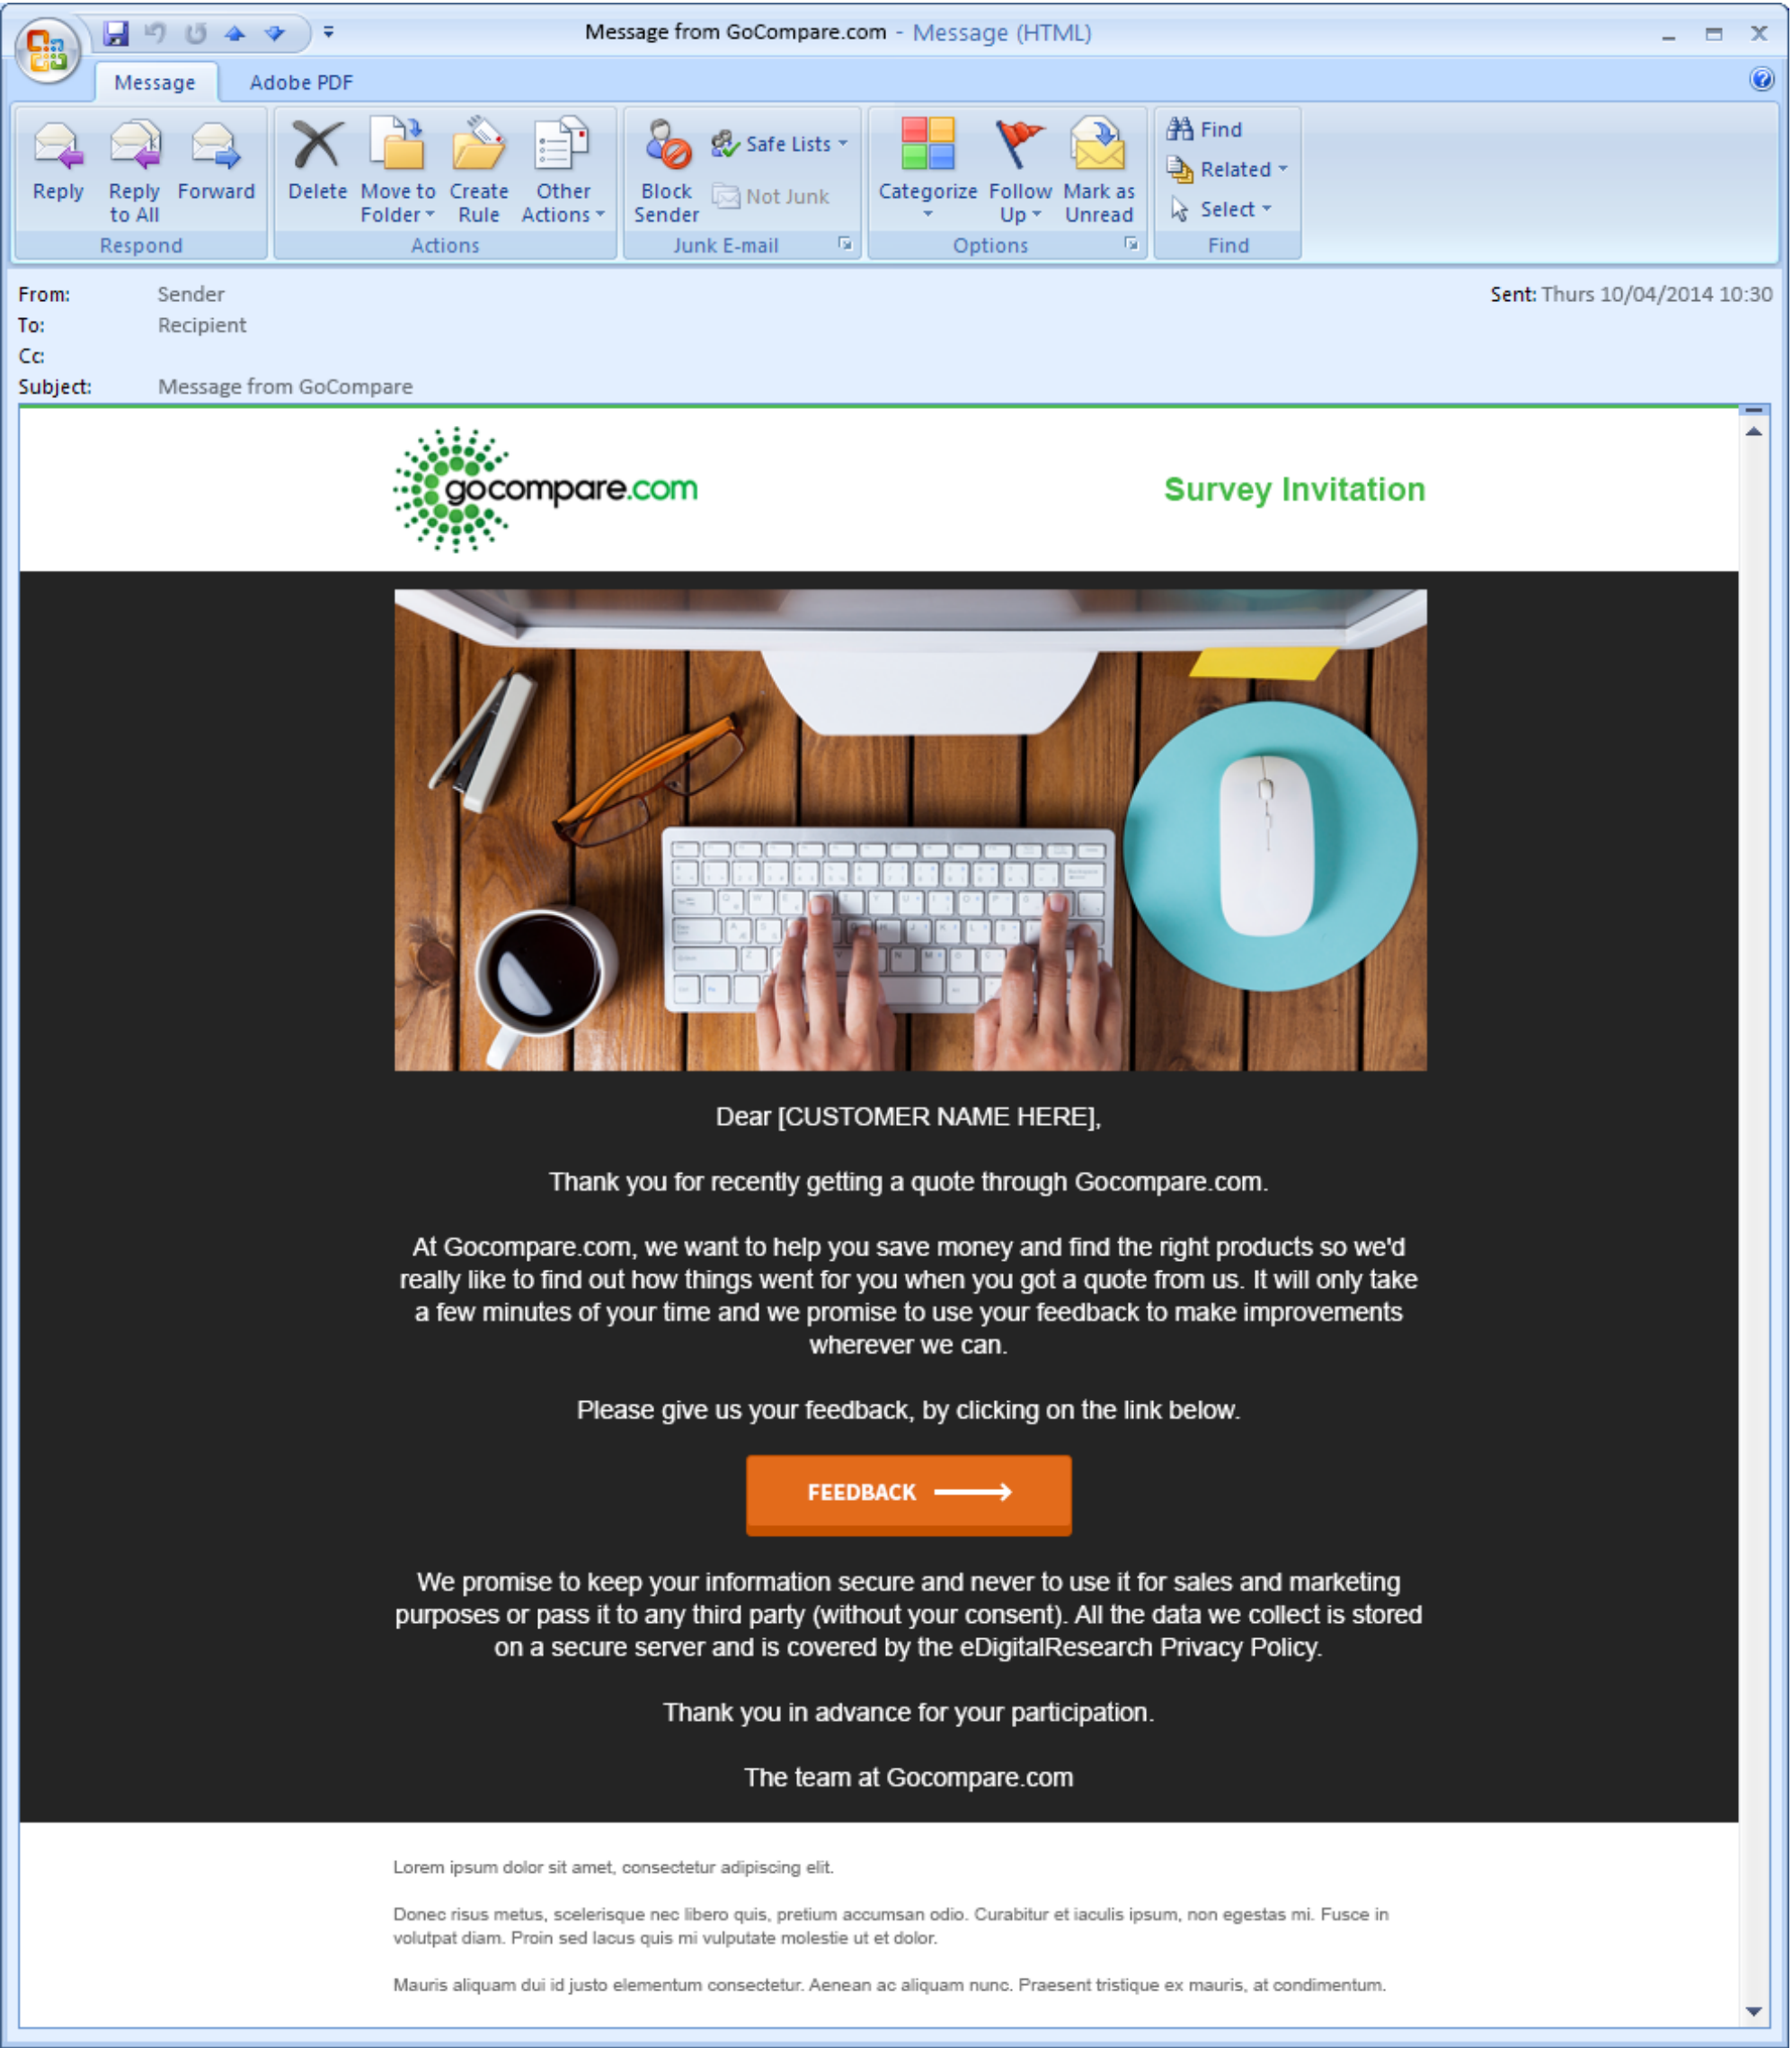 Message from GoCompare.com - Message (HTML)
Message
Adobe PDF
Reply
Reply to All
Forward
Respond
Delete
Move to Folder
Create Rule
Other Actions
Actions
Block Sender
Safe Lists
Not Junk
Junk E-mail
Categorize
Follow Up
Mark as Unread
Options
Find
Related
Select
Find
From: Sender
Sent: Thurs 10/04/2014 10:30
To: Recipient
Cc:
Subject: Message from GoCompare
gocompare.com
Survey Invitation
Dear [CUSTOMER NAME HERE],
Thank you for recently getting a quote through Gocompare.com.
At Gocompare.com, we want to help you save money and find the right products so we'd
really like to find out how things went for you when you got a quote from us. It will only take
a few minutes of your time and we promise to use your feedback to make improvements
wherever we can.
Please give us your feedback, by clicking on the link below.
FEEDBACK
We promise to keep your information secure and never to use it for sales and marketing
purposes or pass it to any third party (without your consent). All the data we collect is stored
on a secure server and is covered by the eDigitalResearch Privacy Policy.
Thank you in advance for your participation.
The team at Gocompare.com
Lorem ipsum dolor sit amet, consectetur adipiscing elit.
Donec risus metus, scelerisque nec libero quis, pretium accumsan odio. Curabitur et iaculis ipsum, non egestas mi. Fusce in
volutpat diam. Proin sed lacus quis mi vulputate molestie ut et dolor.
Mauris aliquam dui id justo elementum consectetur. Aenean ac aliquam nunc. Praesent tristique ex mauris, at condimentum.